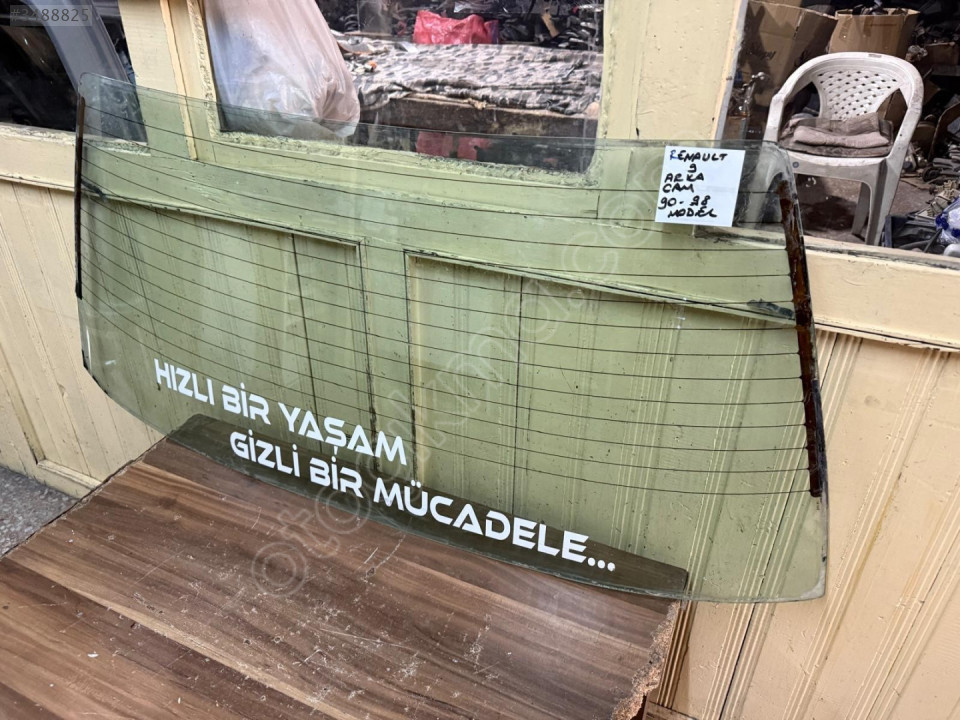 RENAULT
9
ARKA
CAM
90-98
MODEL
HIZLI BİR YAŞAM
GİZLİ BİR MÜCADELE...